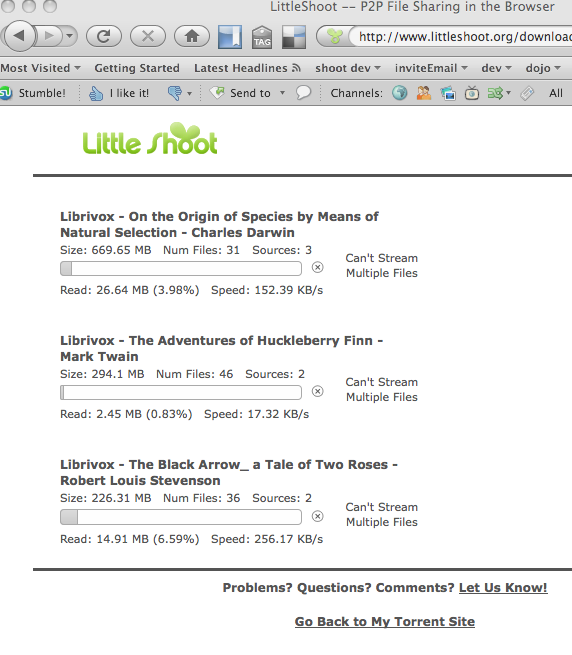 LittleShoot -- P2P File Sharing in the Browser
TAG
http://www.littleshoot.org/downloa
Most Visited Getting Started Latest Headlines shoot dev inviteEmail dev dojo
su Stumble! I like it! Send to Channels: All
Little Shoot
Librivox - On the Origin of Species by Means of
Natural Selection - Charles Darwin
Size: 669.65 MB Num Files: 31 Sources: 3
Can't Stream
Multiple Files
Read: 26.64 MB (3.98%) Speed: 152.39 KB/s
Librivox - The Adventures of Huckleberry Finn -
Mark Twain
Size: 294.1 MB Num Files: 46 Sources: 2
Can't Stream
Multiple Files
Read: 2.45 MB (0.83%) Speed: 17.32 KB/s
Librivox - The Black Arrow_ a Tale of Two Roses -
Robert Louis Stevenson
Size: 226.31 MB Num Files: 36 Sources: 2
Can't Stream
Multiple Files
Read: 14.91 MB (6.59%) Speed: 256.17 KB/s
Problems? Questions? Comments? Let Us Know!
Go Back to My Torrent Site